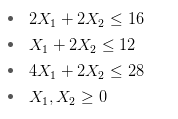 • 2X₁ + 2X₂ ≤ 16
• X₁ + 2X₂ ≤ 12
• 4X₁ + 2X₂ ≤ 28
• X₁, X₂ ≥ 0